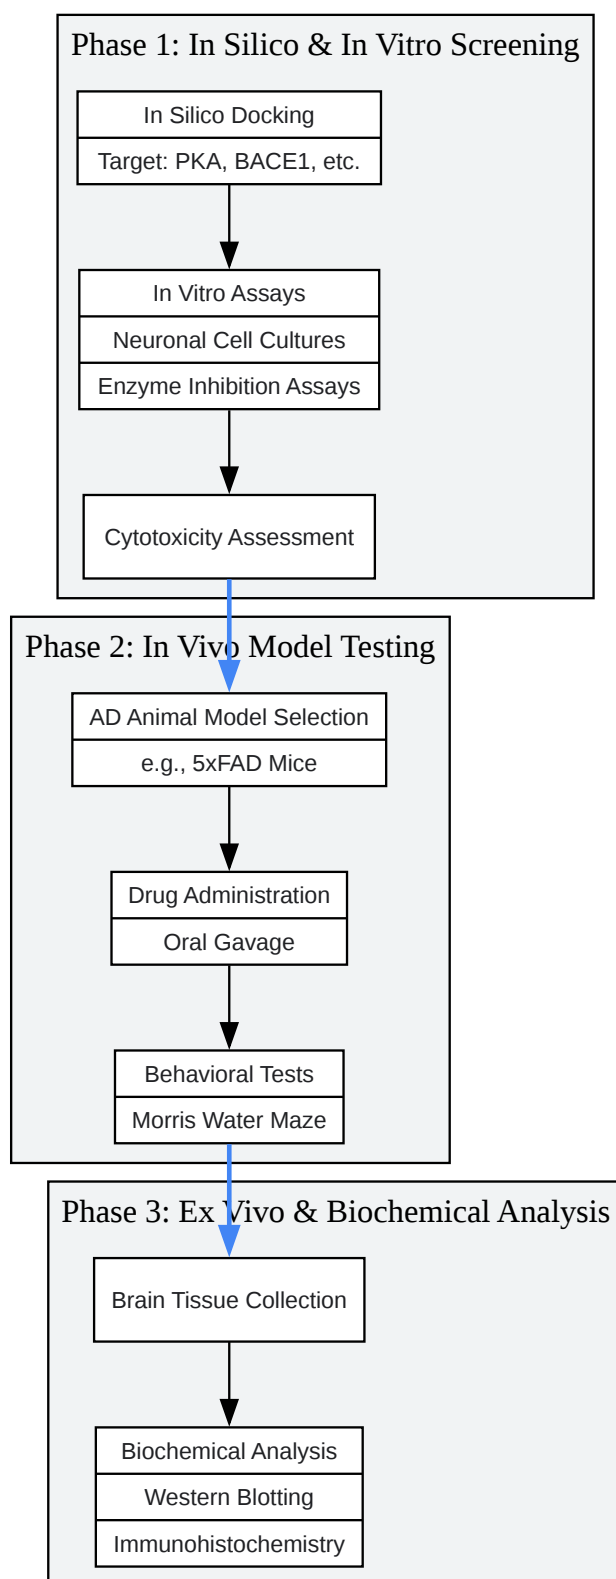 Phase 1: In Silico & In Vitro Screening
In Silico Docking
Target: PKA, BACE1, etc.
In Vitro Assays
Neuronal Cell Cultures
Enzyme Inhibition Assays
Cytotoxicity Assessment
Phase 2: In Vivo Model Testing
AD Animal Model Selection
e.g., 5xFAD Mice
Drug Administration
Oral Gavage
Behavioral Tests
Morris Water Maze
Phase 3: Ex Vivo & Biochemical Analysis
Brain Tissue Collection
Biochemical Analysis
Western Blotting
Immunohistochemistry